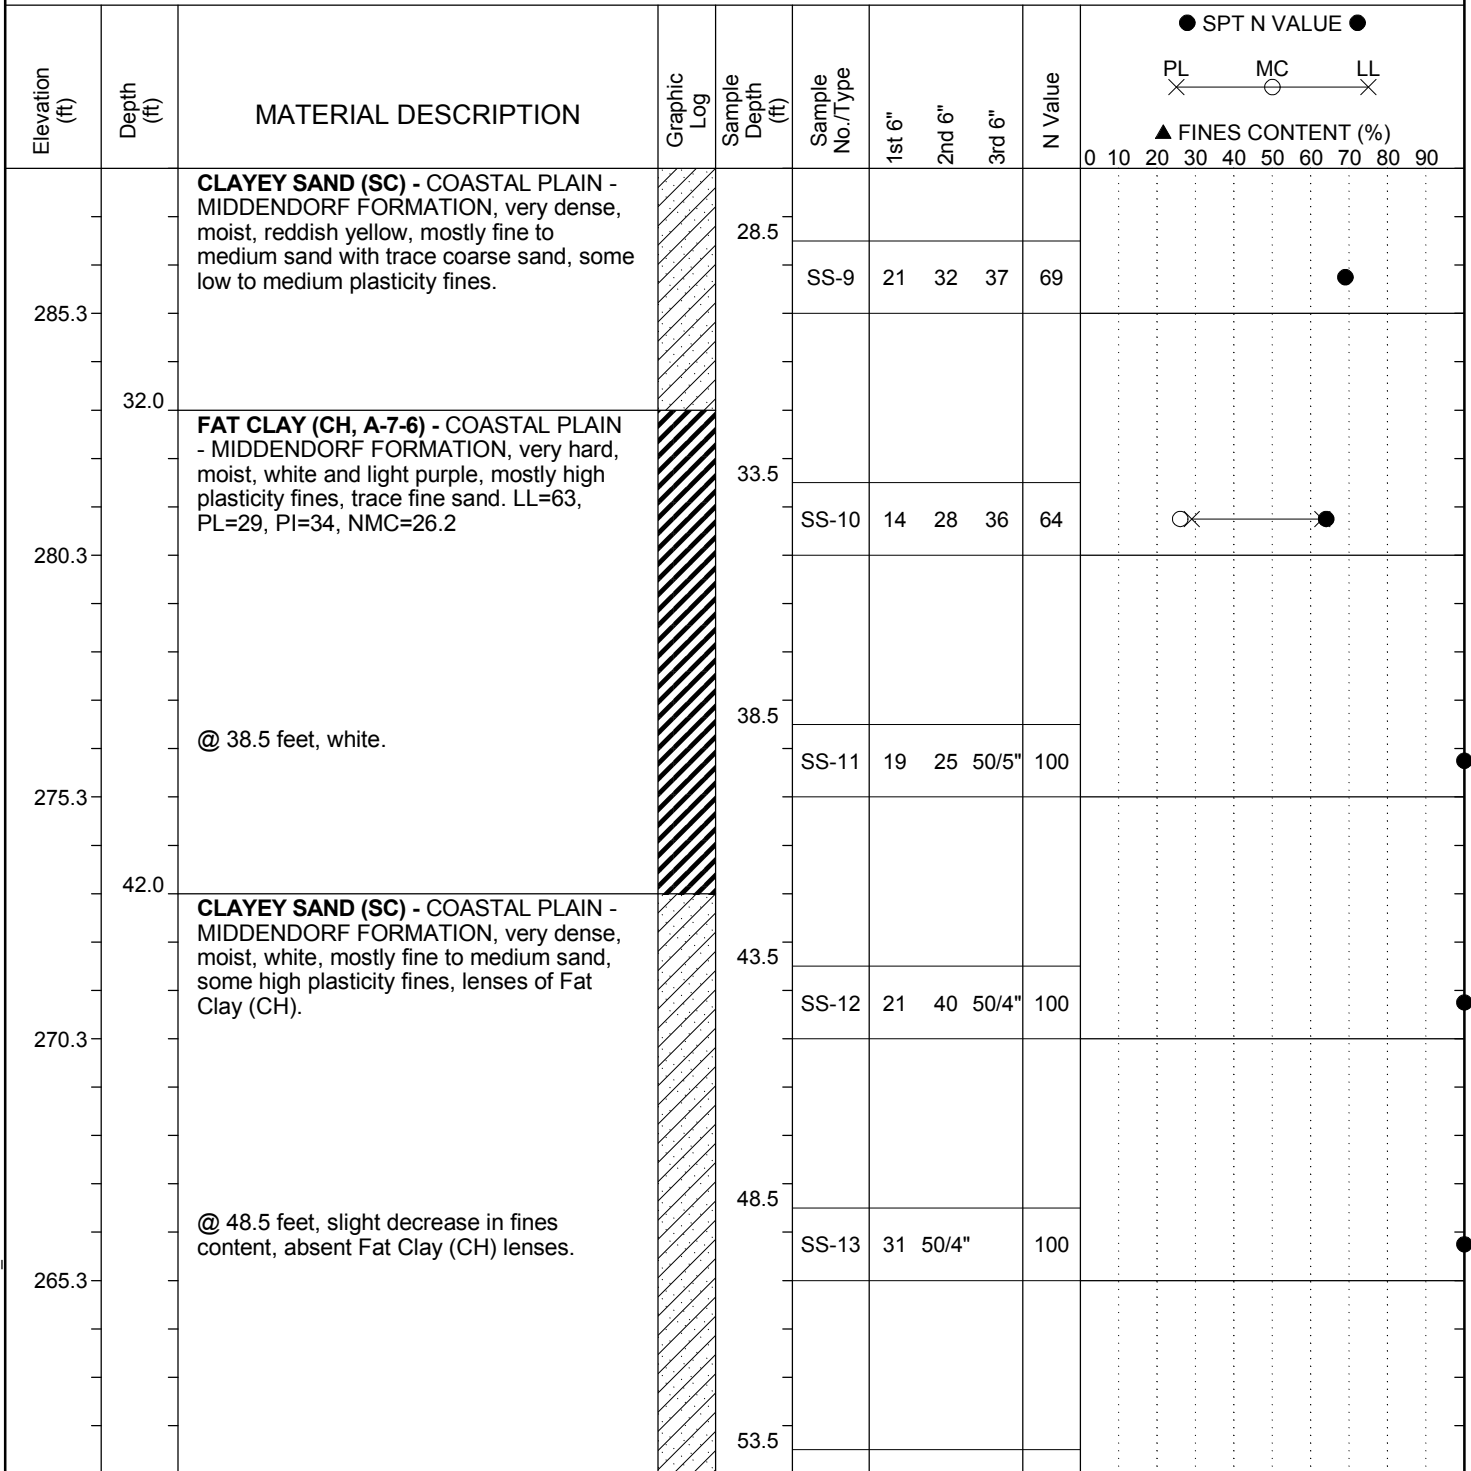 Elevation
(ft)
Depth
(ft)
MATERIAL DESCRIPTION
Graphic
Log
Sample
Depth
(ft)
Sample
No./Type
1st 6"
2nd 6"
3rd 6"
N Value
● SPT N VALUE ●
PL MC LL
▲ FINES CONTENT (%)
0 10 20 30 40 50 60 70 80 90
CLAYEY SAND (SC) - COASTAL PLAIN -
MIDDENDORF FORMATION, very dense,
moist, reddish yellow, mostly fine to
medium sand with trace coarse sand, some
low to medium plasticity fines.
28.5
SS-9 21 32 37 69
285.3
32.0
FAT CLAY (CH, A-7-6) - COASTAL PLAIN
- MIDDENDORF FORMATION, very hard,
moist, white and light purple, mostly high
plasticity fines, trace fine sand. LL=63,
PL=29, PI=34, NMC=26.2
33.5
SS-10 14 28 36 64
280.3
38.5
@ 38.5 feet, white.
SS-11 19 25 50/5" 100
275.3
42.0
CLAYEY SAND (SC) - COASTAL PLAIN -
MIDDENDORF FORMATION, very dense,
moist, white, mostly fine to medium sand,
some high plasticity fines, lenses of Fat
Clay (CH).
43.5
SS-12 21 40 50/4" 100
270.3
48.5
@ 48.5 feet, slight decrease in fines
content, absent Fat Clay (CH) lenses.
SS-13 31 50/4" 100
265.3
53.5